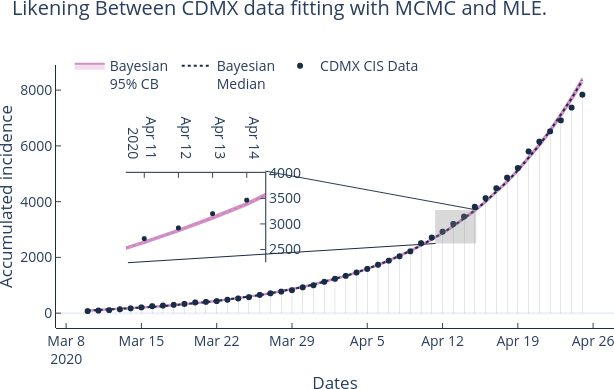 Likening Between CDMX data fitting with MCMC and MLE.
Bayesian
95% CB
Bayesian
Median
CDMX CIS Data
8000
6000
4000
2000
0
Accumulated incidence
Apr 11
2020
Apr 12
Apr 13
Apr 14
4000
3500
3000
2500
Mar 8
2020
Mar 15
Mar 22
Mar 29
Apr 5
Apr 12
Apr 19
Apr 26
Dates